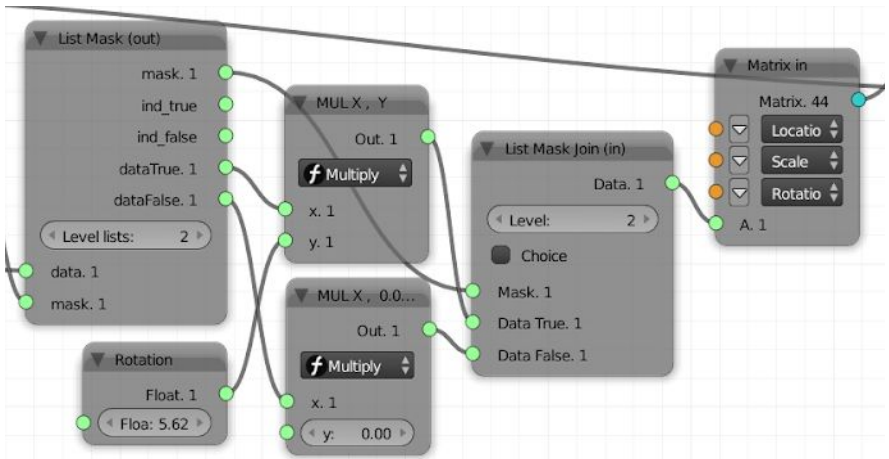 List Mask (out)
mask. 1
ind_true
ind_false
dataTrue. 1
dataFalse. 1
Level lists: 2
data. 1
mask. 1
Rotation
Float. 1
Floa: 5.62
MUL X , Y
Out. 1
Multiply
x. 1
y. 1
MUL X , 0.0...
Out. 1
Multiply
x. 1
y: 0.00
List Mask Join (in)
Data. 1
Level: 2
Choice
Mask. 1
Data True. 1
Data False. 1
Matrix in
Matrix. 44
Locatio
Scale
Rotatio
A. 1